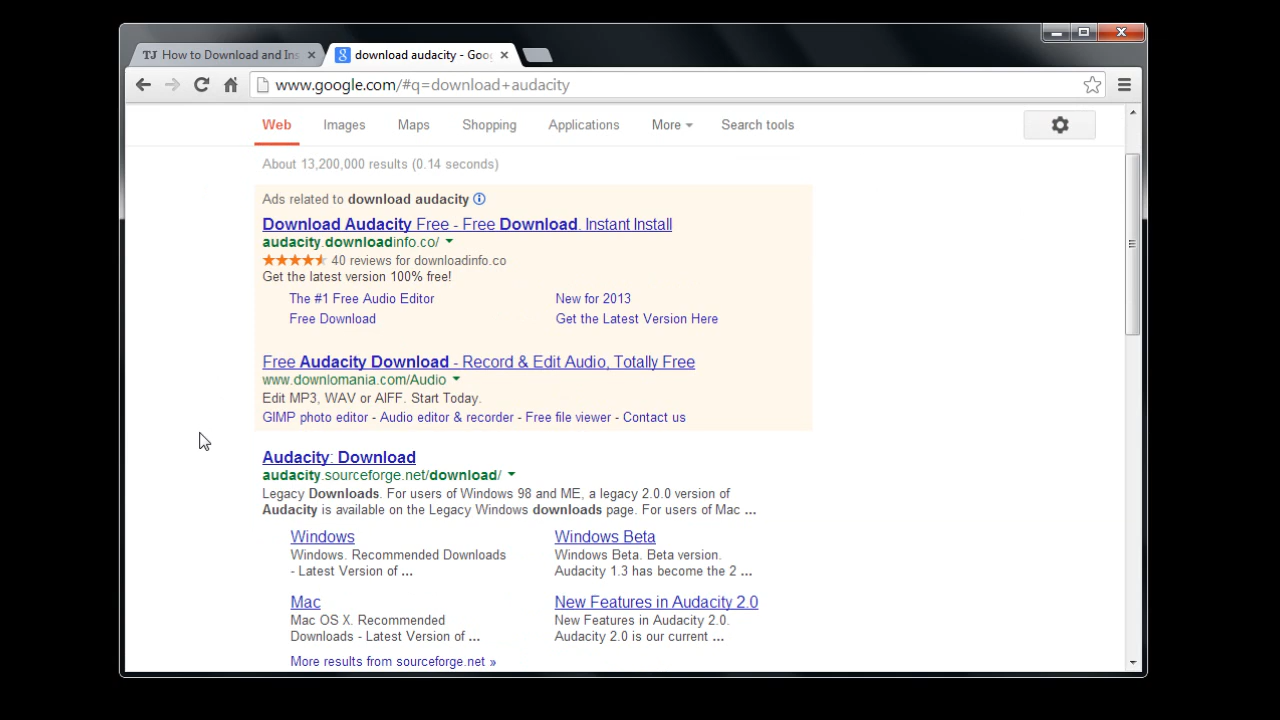 TJ How to Download and Ins
download audacity - Goo
www.google.com/#q=download+audacity
Web Images Maps Shopping Applications More Search tools
About 13,200,000 results (0.14 seconds)
Ads related to download audacity
Download Audacity Free - Free Download. Instant Install
audacity.downloadinfo.co/
40 reviews for downloadinfo.co
Get the latest version 100% free!
The #1 Free Audio Editor New for 2013
Free Download Get the Latest Version Here
Free Audacity Download - Record & Edit Audio, Totally Free
www.downlomania.com/Audio
Edit MP3, WAV or AIFF. Start Today.
GIMP photo editor - Audio editor & recorder - Free file viewer - Contact us
Audacity: Download
audacity.sourceforge.net/download/
Legacy Downloads. For users of Windows 98 and ME, a legacy 2.0.0 version of
Audacity is available on the Legacy Windows downloads page. For users of Mac ...
Windows
Windows. Recommended Downloads
- Latest Version of ...
Windows Beta
Windows Beta. Beta version.
Audacity 1.3 has become the 2 ...
Mac
Mac OS X. Recommended
Downloads - Latest Version of ...
New Features in Audacity 2.0
New Features in Audacity 2.0.
Audacity 2.0 is our current ...
More results from sourceforge.net »